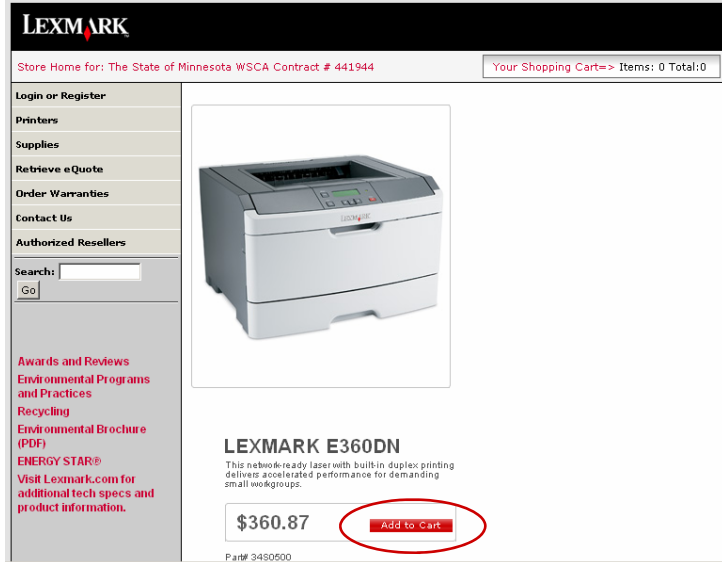 LEXMARK
Store Home for: The State of Minnesota WSCA Contract # 441944
Your Shopping Cart=> Items: 0 Total:0
Login or Register
Printers
Supplies
Retrieve eQuote
Order Warranties
Contact Us
Authorized Resellers
Search:
Go
Awards and Reviews
Environmental Programs
and Practices
Recycling
Environmental Brochure
(PDF)
ENERGY STAR®
Visit Lexmark.com for
additional tech specs and
product information.
LEXMARK
LEXMARK E360DN
This network-ready laser with built-in duplex printing
delivers accelerated performance for demanding
small workgroups.
$360.87
Add to Cart
Part# 34S0500